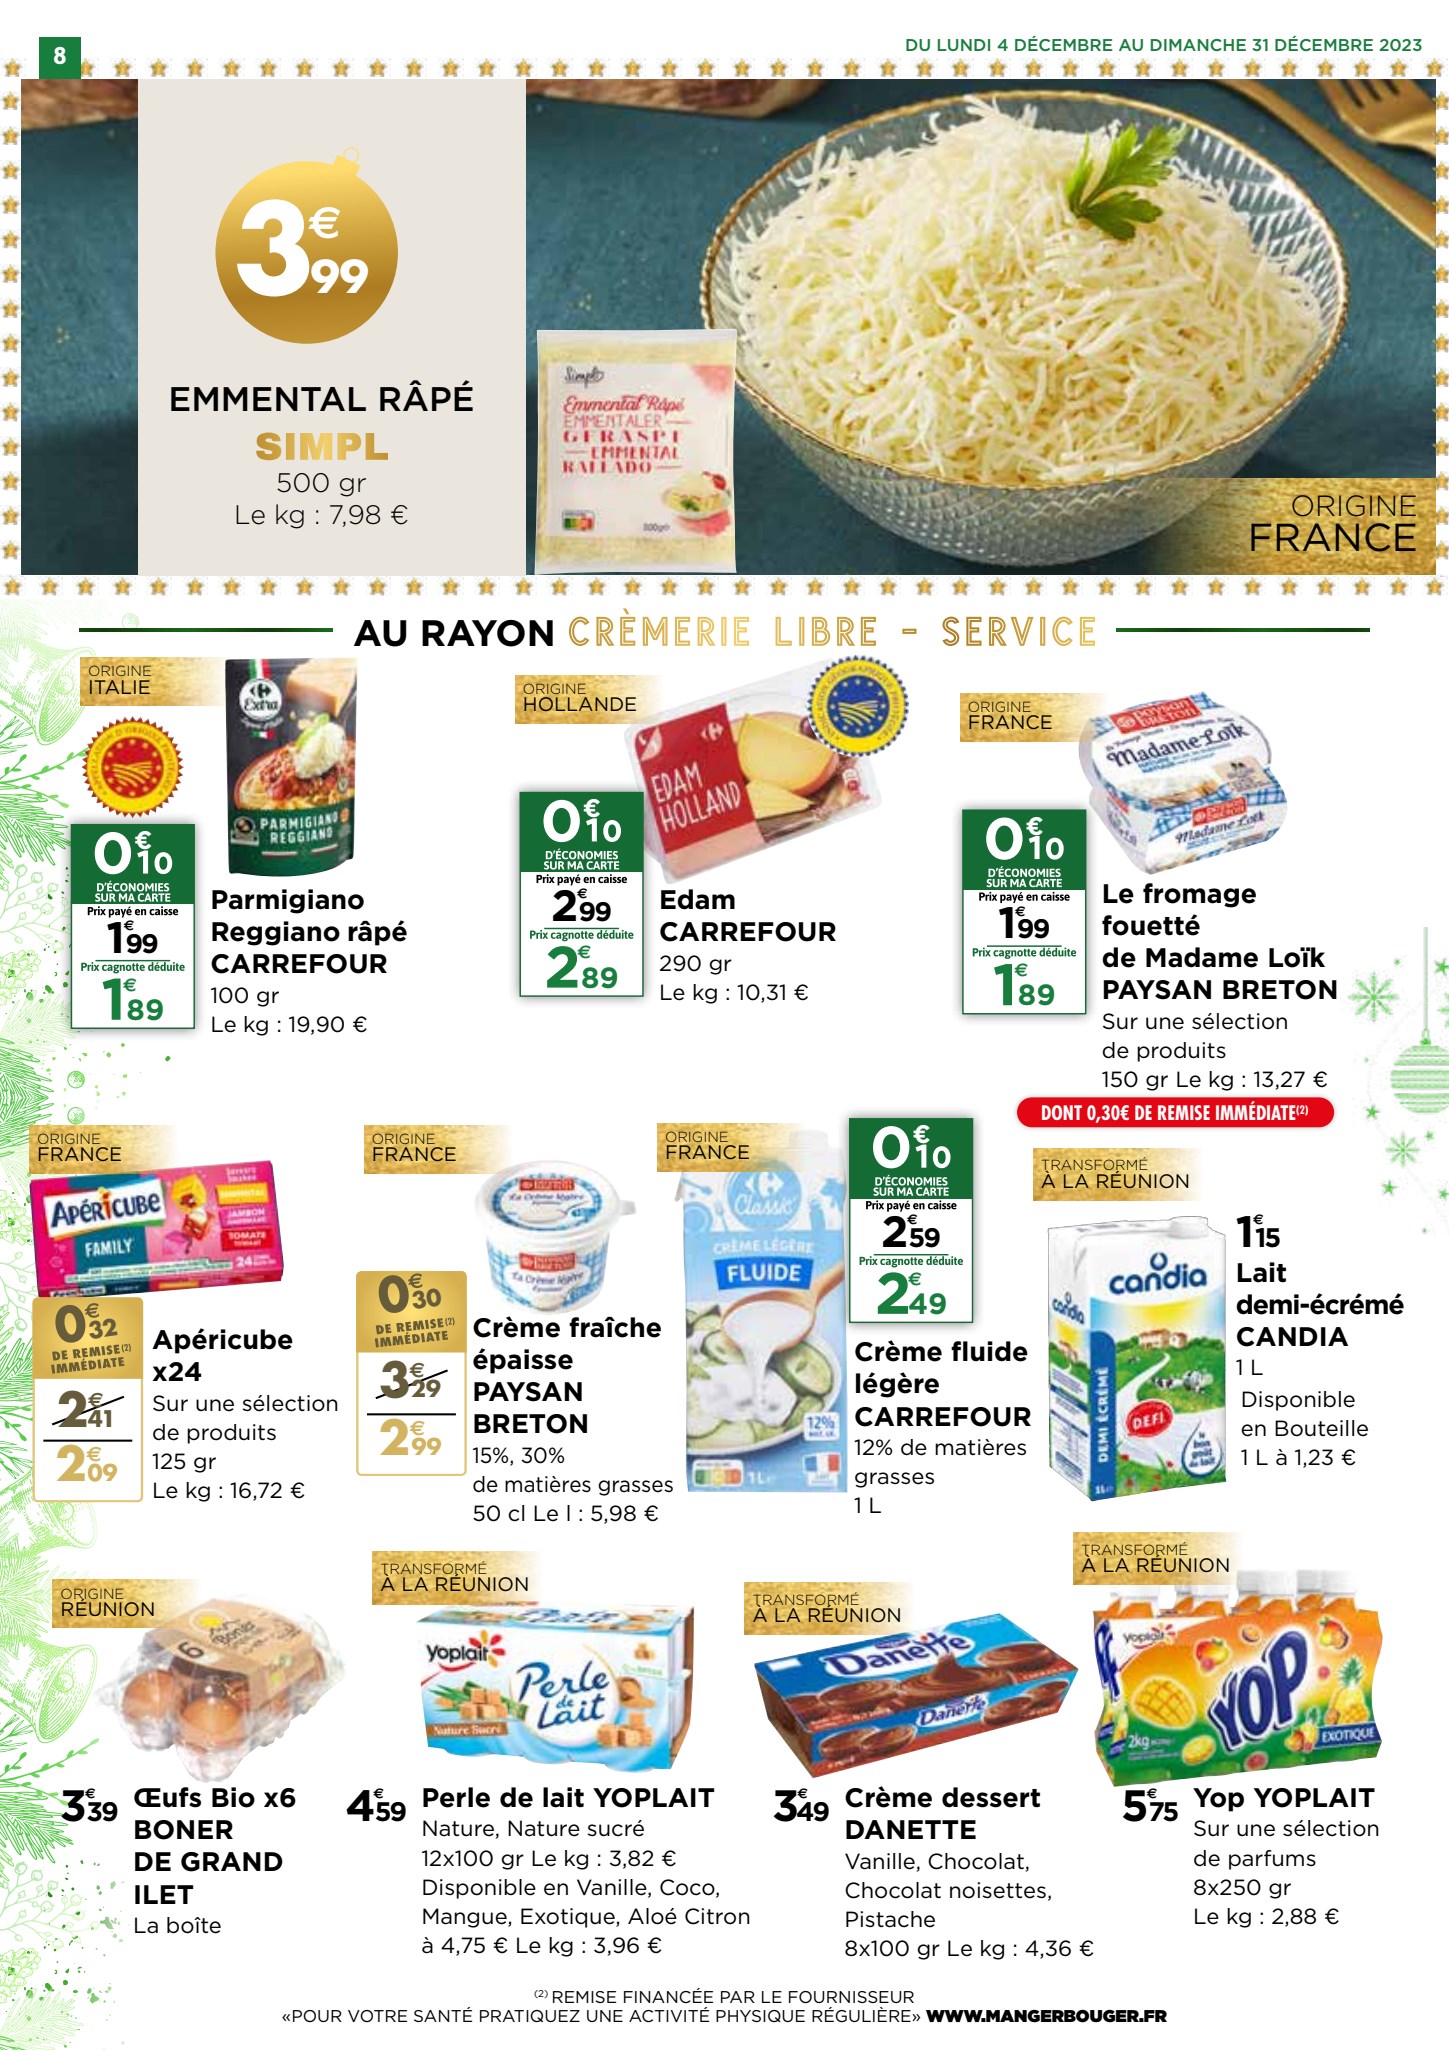 8
DU LUNDI 4 DÉCEMBRE AU DIMANCHE 31 DÉCEMBRE 2023
3€99
EMMENTAL RÂPÉ
SIMPL
500 gr
Le kg : 7,98 €
Simpl
Emmental Râpé
EMMENTALER
GERASPT
EMMENTAL
RALLADO
500g
ORIGINE
FRANCE
AU RAYON CRÈMERIE LIBRE - SERVICE
ORIGINE
ITALIE
Extra
PARMIGIANO
REGGIANO
0€10
D'ÉCONOMIES
SUR MA CARTE
Prix payé en caisse
1€99
Prix cagnotte déduite
1€89
Parmigiano
Reggiano râpé
CARREFOUR
100 gr
Le kg : 19,90 €
ORIGINE
HOLLANDE
EDAM
HOLLAND
0€10
D'ÉCONOMIES
SUR MA CARTE
Prix payé en caisse
2€99
Prix cagnotte déduite
2€89
Edam
CARREFOUR
290 gr
Le kg : 10,31 €
ORIGINE
FRANCE
paysan
BRETON
Madame Loïk
Madame Loïk
0€10
D'ÉCONOMIES
SUR MA CARTE
Prix payé en caisse
1€99
Prix cagnotte déduite
1€89
Le fromage
fouetté
de Madame Loïk
PAYSAN BRETON
Sur une sélection
de produits
150 gr Le kg : 13,27 €
DONT 0,30€ DE REMISE IMMÉDIATE(2)
ORIGINE
FRANCE
APÉRICUBE
FAMILY
JAMBON
TOMATE
24
0€32
DE REMISE(2)
IMMÉDIATE
2€41
2€09
Apéricube
x24
Sur une sélection
de produits
125 gr
Le kg : 16,72 €
ORIGINE
FRANCE
La Crème légère
La Crème légère
0€30
DE REMISE(2)
IMMÉDIATE
3€29
2€99
Crème fraîche
épaisse
PAYSAN
BRETON
15%, 30%
de matières grasses
50 cl Le l : 5,98 €
ORIGINE
FRANCE
Classic
CRÈME LÉGÈRE
FLUIDE
12%
1L
0€10
D'ÉCONOMIES
SUR MA CARTE
Prix payé en caisse
2€59
Prix cagnotte déduite
2€49
Crème fluide
légère
CARREFOUR
12% de matières
grasses
1 L
TRANSFORMÉ
À LA RÉUNION
candia
candia
DEMI ÉCRÉMÉ
DEFI
le bon goût du lait
1L
1€15
Lait
demi-écrémé
CANDIA
1 L
Disponible
en Bouteille
1 L à 1,23 €
ORIGINE
RÉUNION
6
3€39
Œufs Bio x6
BONER
DE GRAND
ILET
La boîte
TRANSFORMÉ
À LA RÉUNION
Yoplait
Perle
de
Lait
Nature Sucré
4€59
Perle de lait YOPLAIT
Nature, Nature sucré
12x100 gr Le kg : 3,82 €
Disponible en Vanille, Coco,
Mangue, Exotique, Aloé Citron
à 4,75 € Le kg : 3,96 €
TRANSFORMÉ
À LA RÉUNION
Danette
Danette
3€49
Crème dessert
DANETTE
Vanille, Chocolat,
Chocolat noisettes,
Pistache
8x100 gr Le kg : 4,36 €
TRANSFORMÉ
À LA RÉUNION
yoplait
YOP
2kg
EXOTIQUE
5€75
Yop YOPLAIT
Sur une sélection
de parfums
8x250 gr
Le kg : 2,88 €
(2) REMISE FINANCÉE PAR LE FOURNISSEUR
«POUR VOTRE SANTÉ PRATIQUEZ UNE ACTIVITÉ PHYSIQUE RÉGULIÈRE» WWW.MANGERBOUGER.FR